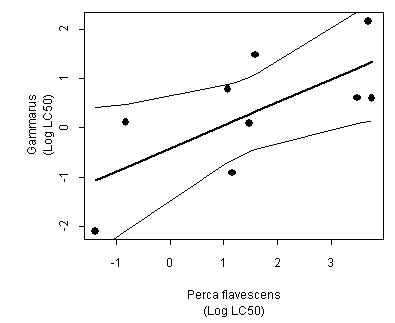 Gammarus
(Log LC50)
2
1
0
-1
-2
-1 0 1 2 3
Perca flavescens
(Log LC50)